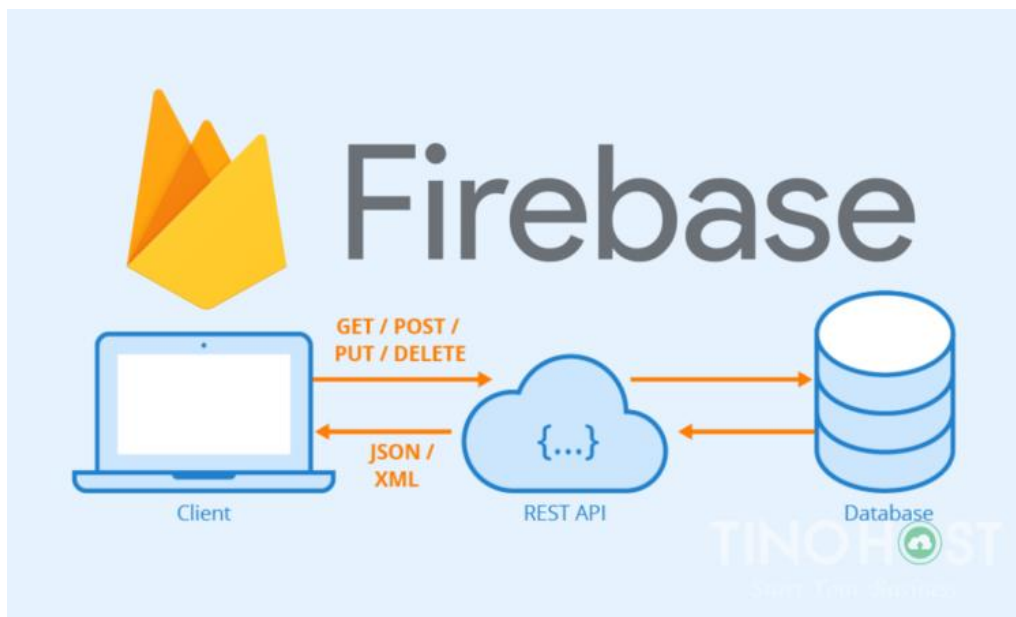 Firebase
GET / POST /
PUT / DELETE
{...}
JSON /
XML
Client
REST API
Database
TINOHOST